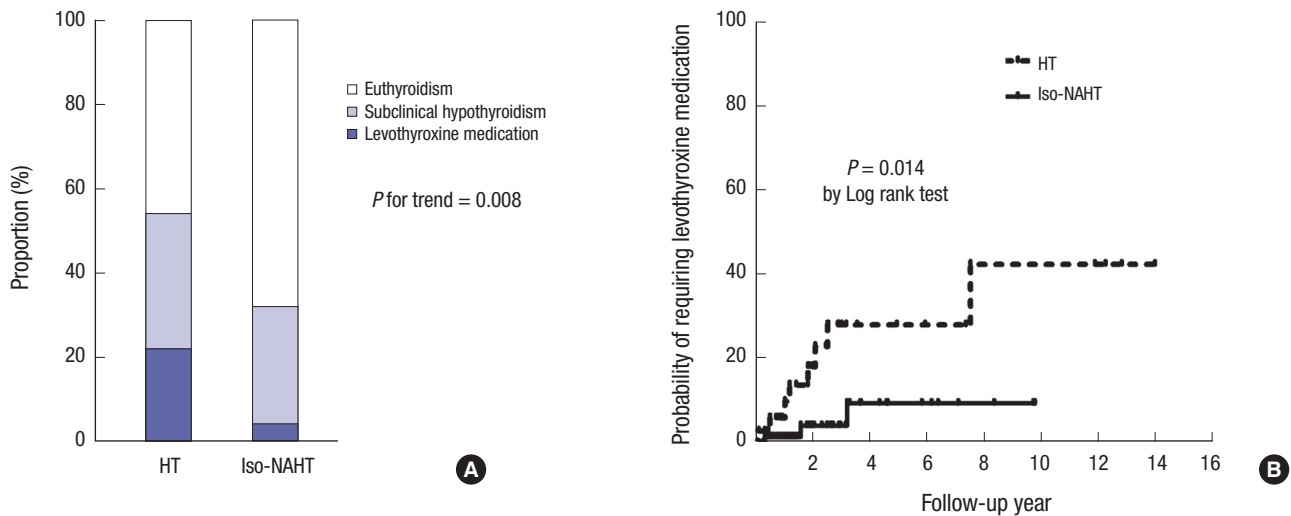 100
80
60
40
20
0
Proportion (%)
HT
Iso-NAHT
Euthyroidism
Subclinical hypothyroidism
Levothyroxine medication
P for trend = 0.008
A
100
80
60
40
20
0
Probability of requiring levothyroxine medication
HT
Iso-NAHT
P = 0.014
by Log rank test
2 4 6 8 10 12 14 16
Follow-up year
B